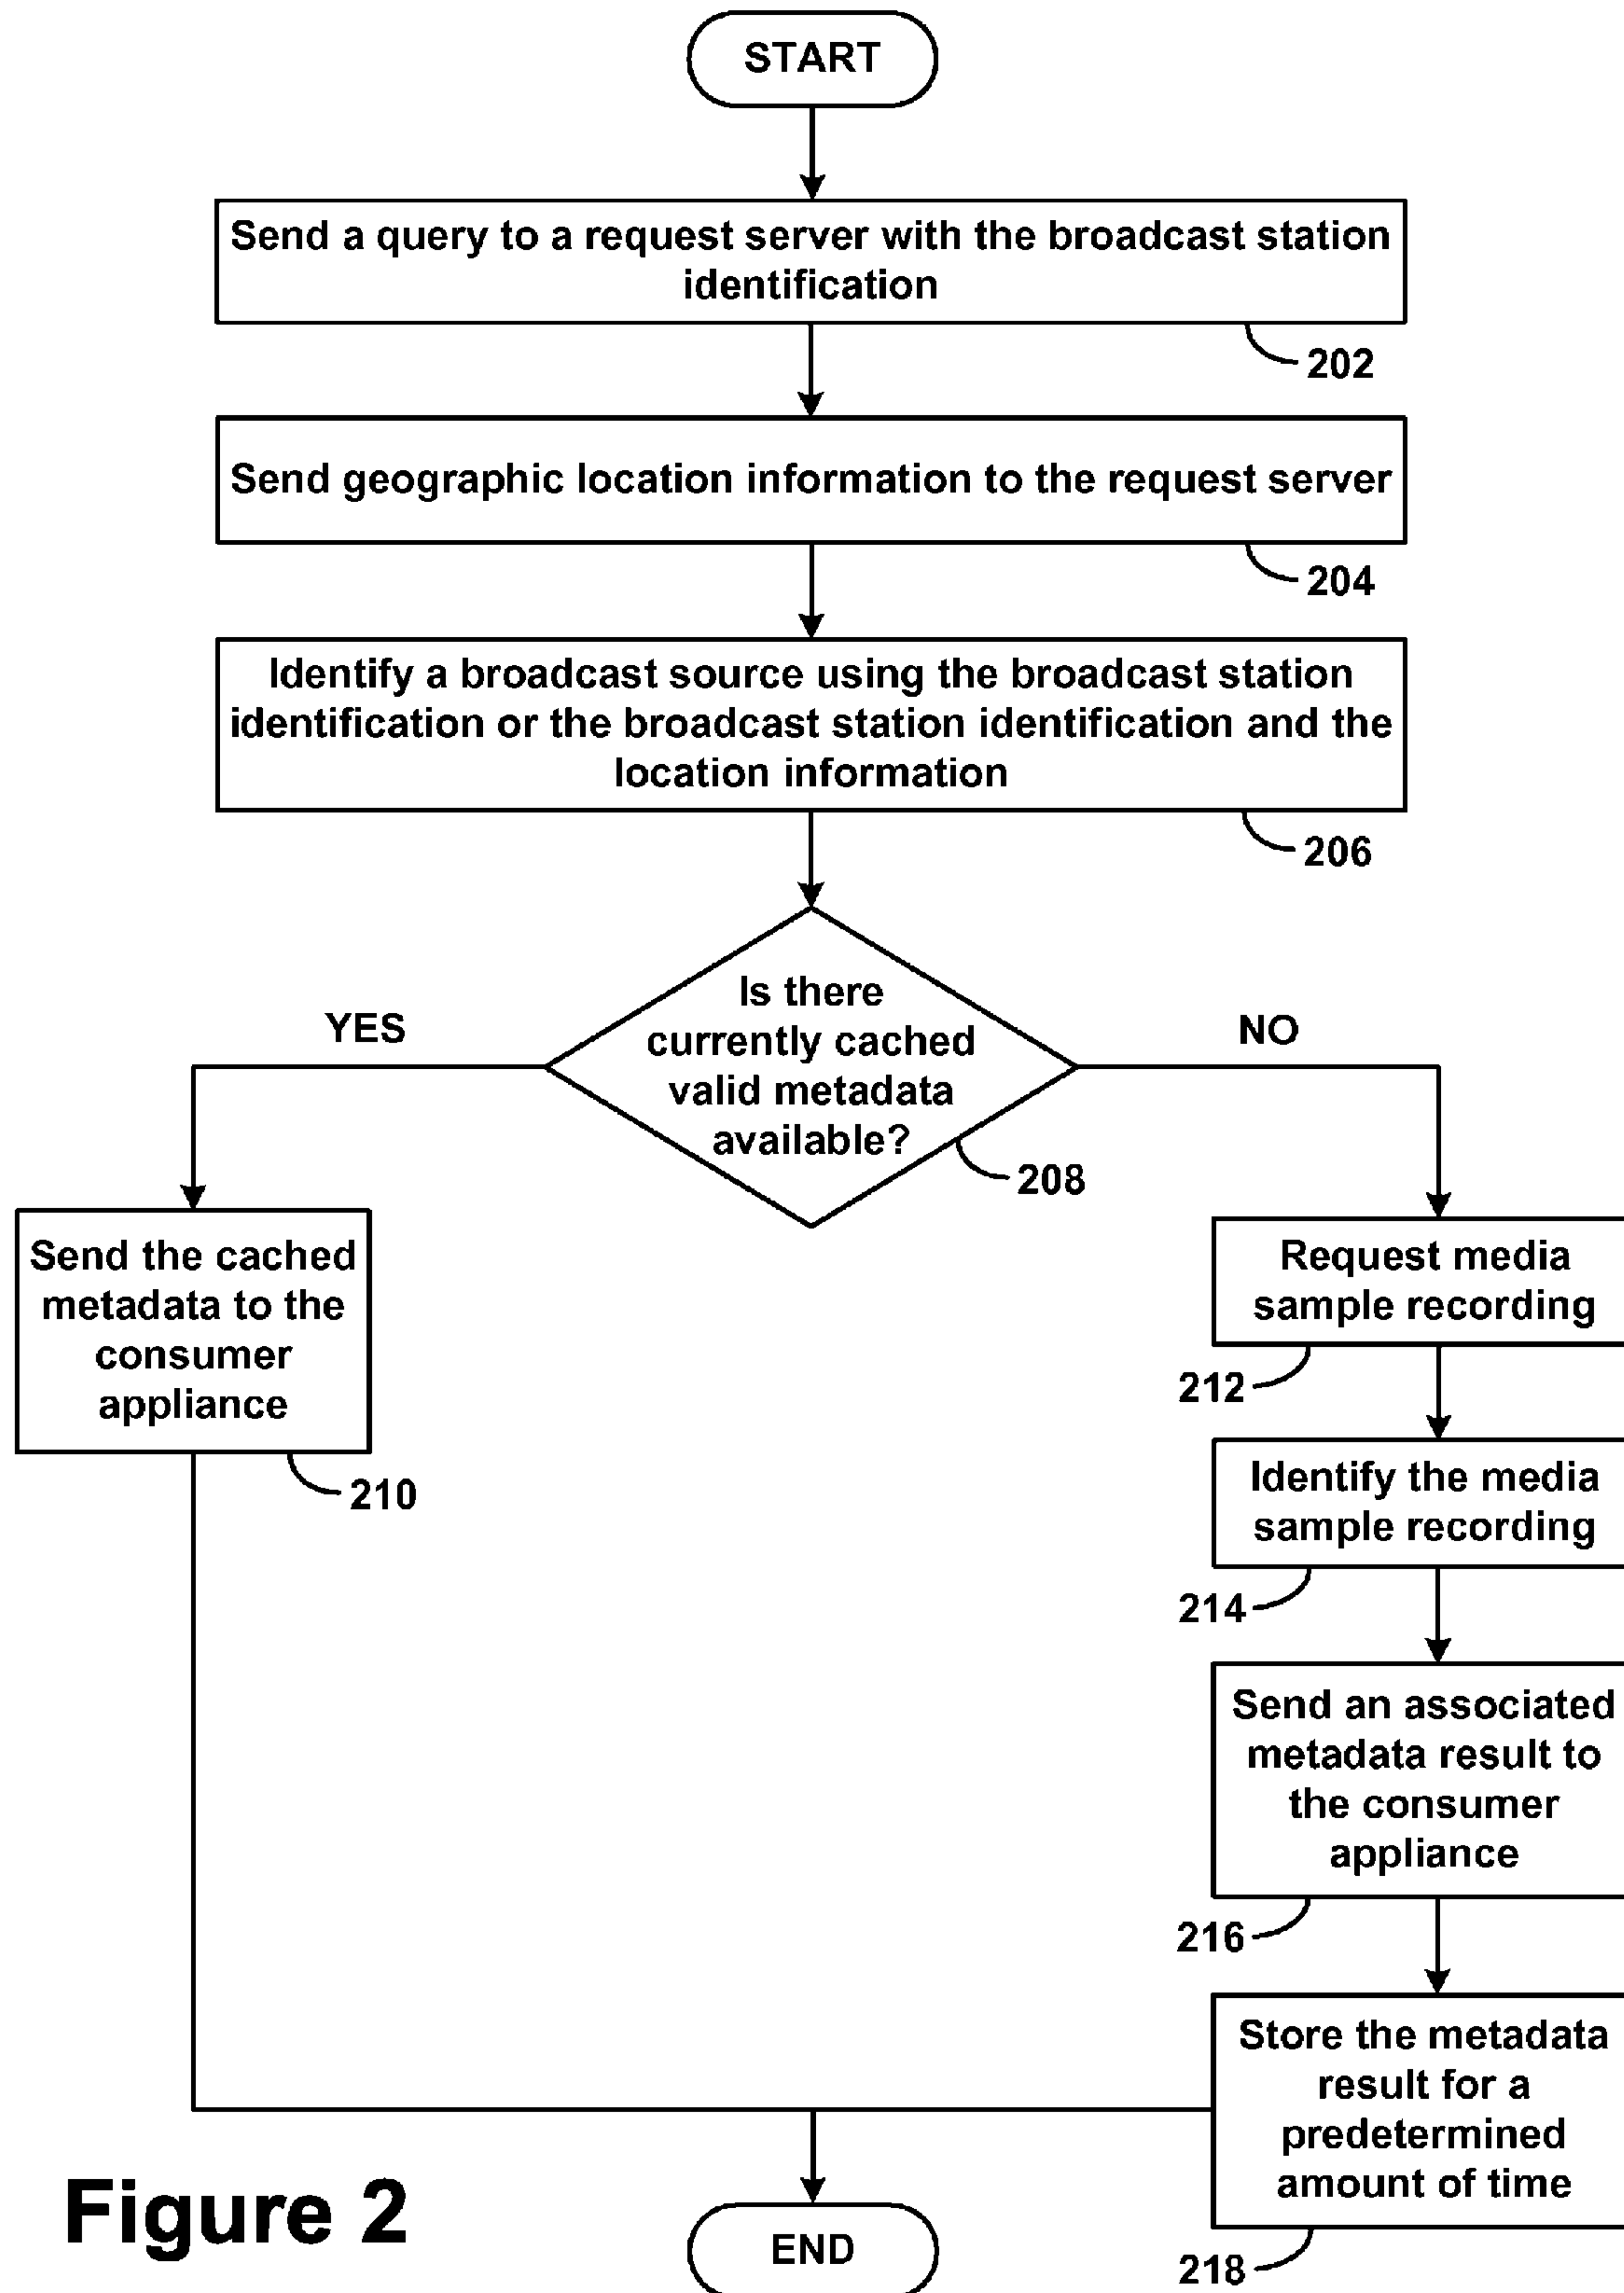 START
Send a query to a request server with the broadcast station
identification
202
Send geographic location information to the request server
204
Identify a broadcast source using the broadcast station
identification or the broadcast station identification and the
location information
206
Is there
currently cached
valid metadata
available?
208
YES
NO
Send the cached
metadata to the
consumer
appliance
210
Request media
sample recording
212
Identify the media
sample recording
214
Send an associated
metadata result to
the consumer
appliance
216
Store the metadata
result for a
predetermined
amount of time
218
END
Figure 2